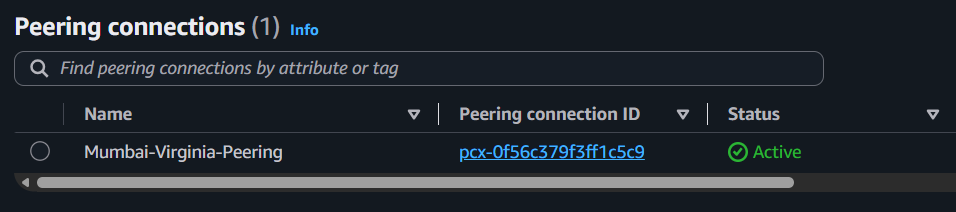 Peering connections (1) Info
Find peering connections by attribute or tag
Name Peering connection ID Status
Mumbai-Virginia-Peering pcx-0f56c379f3ff1c5c9 Active